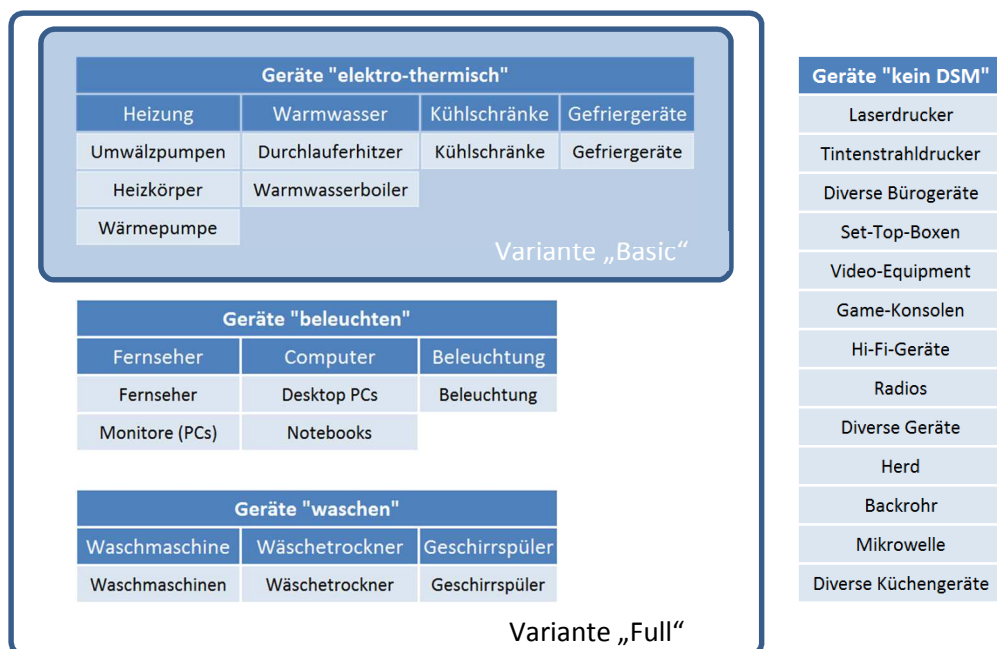 Geräte "elektro-thermisch"
Heizung Warmwasser Kühlschränke Gefriergeräte
Umwälzpumpen Durchlauferhitzer Kühlschränke Gefriergeräte
Heizkörper Warmwasserboiler
Wärmepumpe
Variante „Basic“
Geräte "beleuchten"
Fernseher Computer Beleuchtung
Fernseher Desktop PCs Beleuchtung
Monitore (PCs) Notebooks
Geräte "waschen"
Waschmaschine Wäschetrockner Geschirrspüler
Waschmaschinen Wäschetrockner Geschirrspüler
Variante „Full“
Geräte "kein DSM"
Laserdrucker
Tintenstrahldrucker
Diverse Bürogeräte
Set-Top-Boxen
Video-Equipment
Game-Konsolen
Hi-Fi-Geräte
Radios
Diverse Geräte
Herd
Backrohr
Mikrowelle
Diverse Küchengeräte